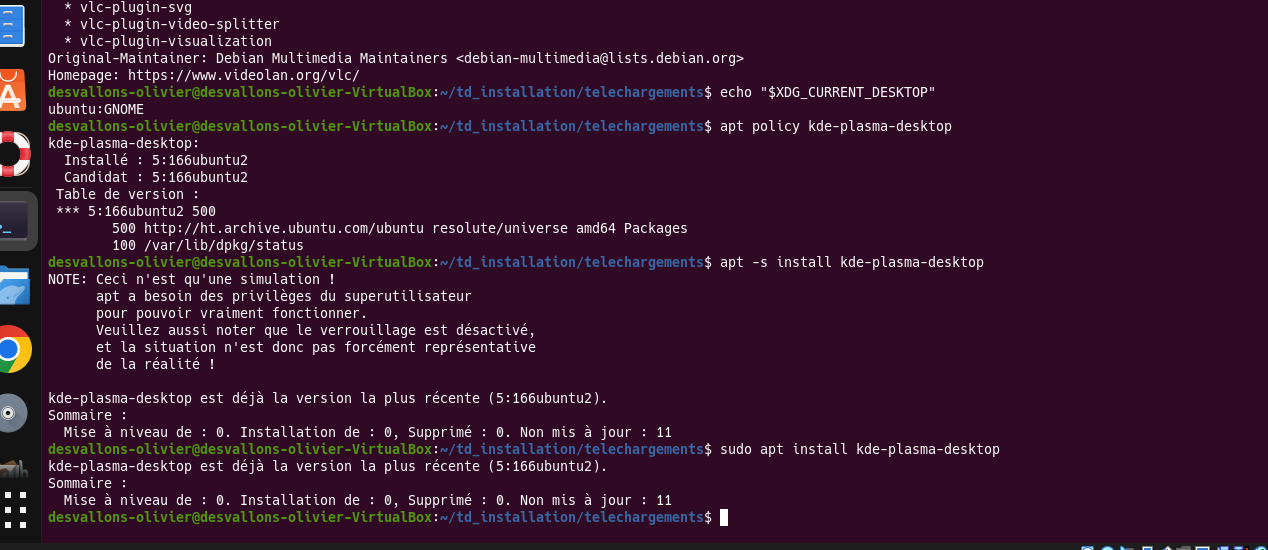 * vlc-plugin-svg
* vlc-plugin-video-splitter
* vlc-plugin-visualization
Original-Maintainer: Debian Multimedia Maintainers <debian-multimedia@lists.debian.org>
Homepage: https://www.videolan.org/vlc/
desvallons-olivier@desvallons-olivier-VirtualBox:~/td_installation/telechargements$ echo "$XDG_CURRENT_DESKTOP"
ubuntu:GNOME
desvallons-olivier@desvallons-olivier-VirtualBox:~/td_installation/telechargements$ apt policy kde-plasma-desktop
kde-plasma-desktop:
  Installé : 5:166ubuntu2
  Candidat : 5:166ubuntu2
 Table de version :
 *** 5:166ubuntu2 500
        500 http://ht.archive.ubuntu.com/ubuntu resolute/universe amd64 Packages
        100 /var/lib/dpkg/status
desvallons-olivier@desvallons-olivier-VirtualBox:~/td_installation/telechargements$ apt -s install kde-plasma-desktop
NOTE: Ceci n'est qu'une simulation !
      apt a besoin des privilèges du superutilisateur
      pour pouvoir vraiment fonctionner.
      Veuillez aussi noter que le verrouillage est désactivé,
      et la situation n'est donc pas forcément représentative
      de la réalité !
kde-plasma-desktop est déjà la version la plus récente (5:166ubuntu2).
Sommaire :
  Mise à niveau de : 0. Installation de : 0, Supprimé : 0. Non mis à jour : 11
desvallons-olivier@desvallons-olivier-VirtualBox:~/td_installation/telechargements$ sudo apt install kde-plasma-desktop
kde-plasma-desktop est déjà la version la plus récente (5:166ubuntu2).
Sommaire :
  Mise à niveau de : 0. Installation de : 0, Supprimé : 0. Non mis à jour : 11
desvallons-olivier@desvallons-olivier-VirtualBox:~/td_installation/telechargements$